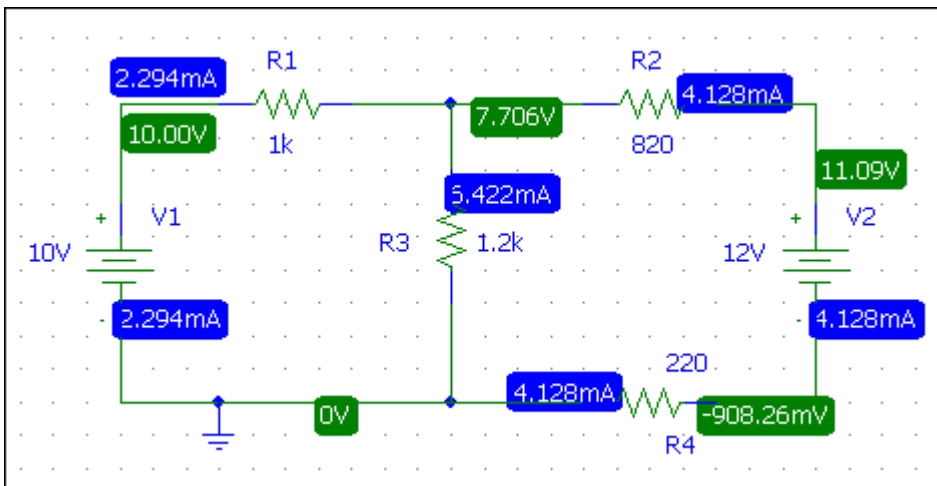 R1
R2
2.294mA
4.128mA
7.706V
10.00V
1k
820
11.09V
6.422mA
+
V1
+
V2
R3
1.2k
10V
12V
-
2.294mA
-
4.128mA
220
4.128mA
0V
-908.26mV
R4